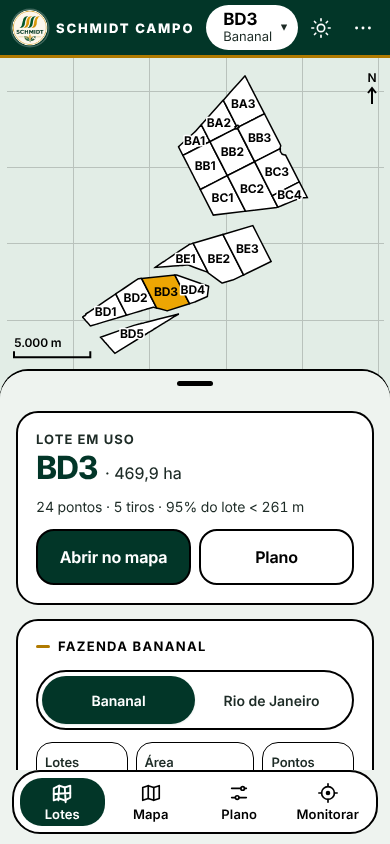 SCHMIDT
SCHMIDT CAMPO
BD3
Bananal
N
BA3
BA2
BA1
BB3
BB2
BB1
BC3
BC2
BC4
BC1
BE3
BE2
BE1
BD4
BD3
BD2
BD1
BD5
5.000 m
LOTE EM USO
BD3 · 469,9 ha
24 pontos · 5 tiros · 95% do lote < 261 m
Abrir no mapa
Plano
FAZENDA BANANAL
Bananal
Rio de Janeiro
Lotes
Área
Pontos
Lotes
Mapa
Plano
Monitorar